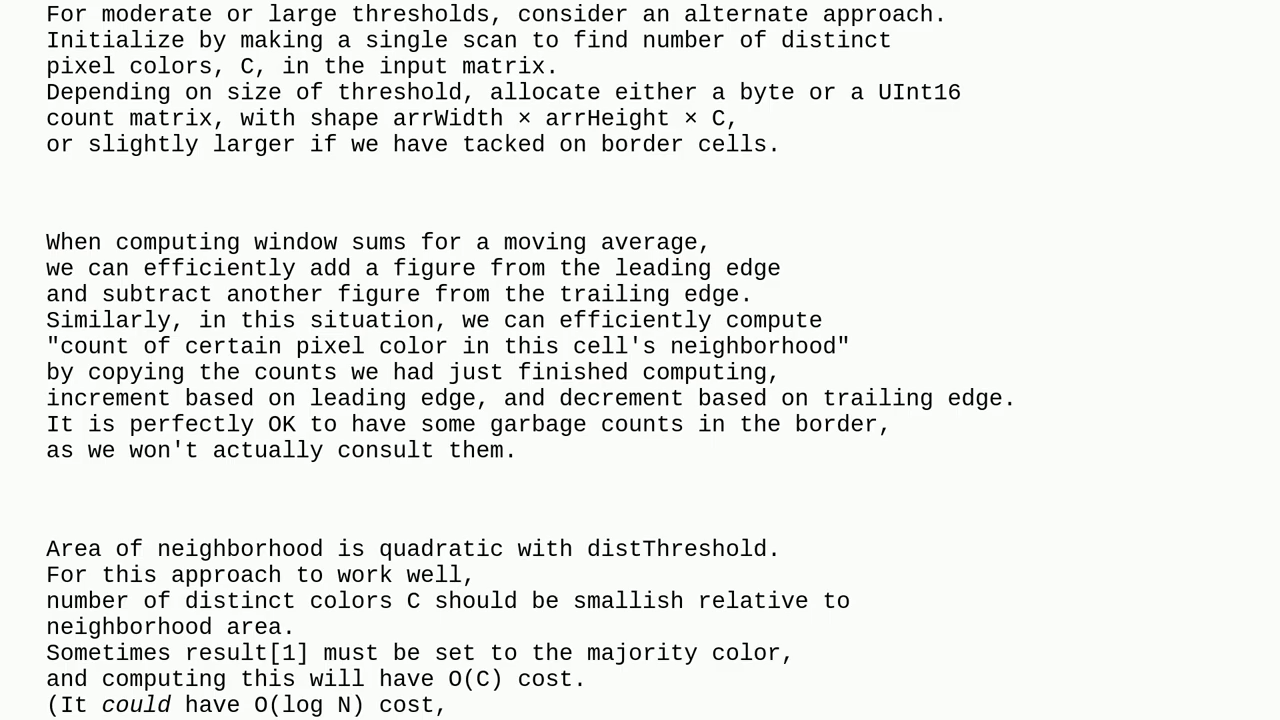 For moderate or large thresholds, consider an alternate approach.
Initialize by making a single scan to find number of distinct
pixel colors, C, in the input matrix.
Depending on size of threshold, allocate either a byte or a UInt16
count matrix, with shape arrWidth × arrHeight × C,
or slightly larger if we have tacked on border cells.
When computing window sums for a moving average,
we can efficiently add a figure from the leading edge
and subtract another figure from the trailing edge.
Similarly, in this situation, we can efficiently compute
"count of certain pixel color in this cell's neighborhood"
by copying the counts we had just finished computing,
increment based on leading edge, and decrement based on trailing edge.
It is perfectly OK to have some garbage counts in the border,
as we won't actually consult them.
Area of neighborhood is quadratic with distThreshold.
For this approach to work well,
number of distinct colors C should be smallish relative to
neighborhood area.
Sometimes result[1] must be set to the majority color,
and computing this will have O(C) cost.
(It could have O(log N) cost,